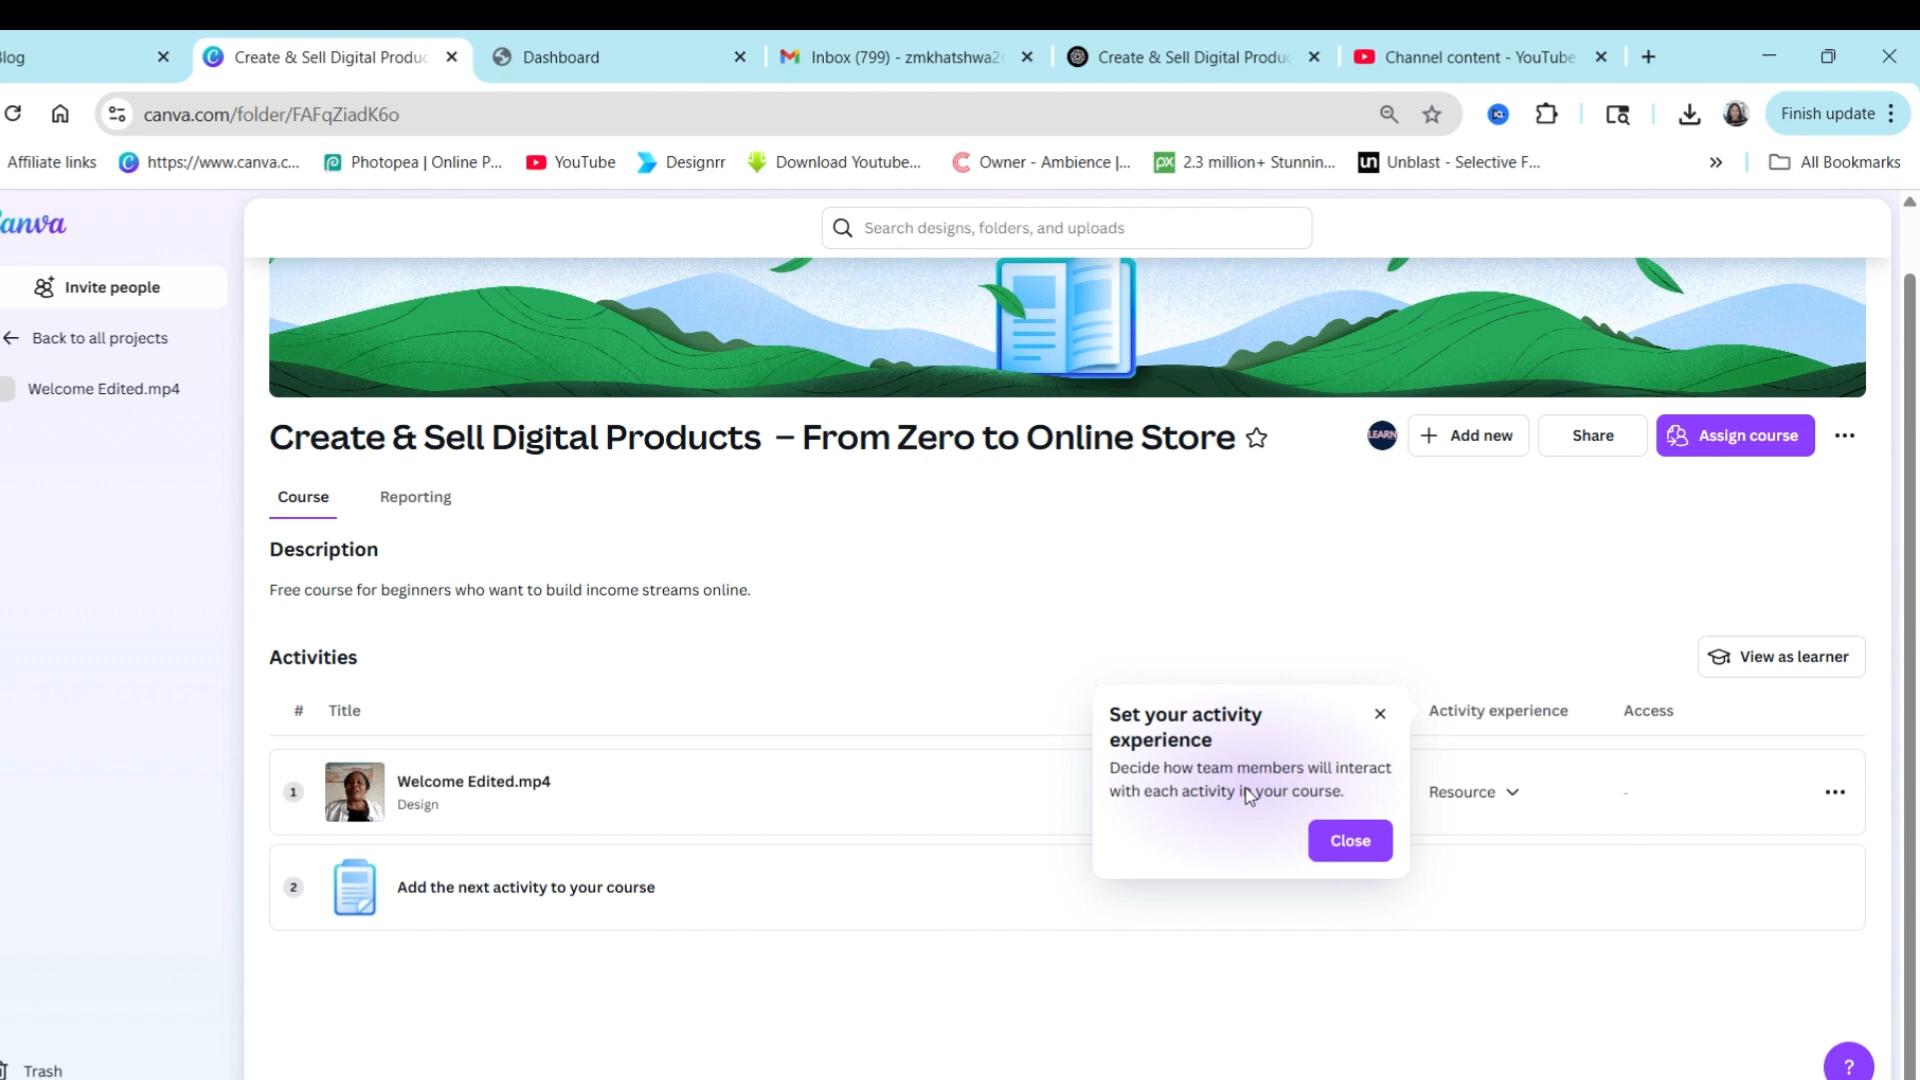 Blog
Create & Sell Digital Produc
Dashboard
Inbox (799) - zmkhatshwa2
Create & Sell Digital Produc
Channel content - YouTube
canva.com/folder/FAFqZiadK6o
Finish update
Affiliate links
https://www.canva.c...
Photopea | Online P...
YouTube
Designrr
Download Youtube...
Owner - Ambience |...
px
2.3 million+ Stunnin...
un
Unblast - Selective F...
»
All Bookmarks
anva
Search designs, folders, and uploads
Invite people
Back to all projects
Welcome Edited.mp4
Create & Sell Digital Products – From Zero to Online Store
LEARN
+ Add new
Share
Assign course
Course
Reporting
Description
Free course for beginners who want to build income streams online.
Activities
View as learner
# Title
Activity experience
Access
Set your activity
experience
Decide how team members will interact
with each activity in your course.
Close
1
Welcome Edited.mp4
Design
Resource
-
2
Add the next activity to your course
Trash
?